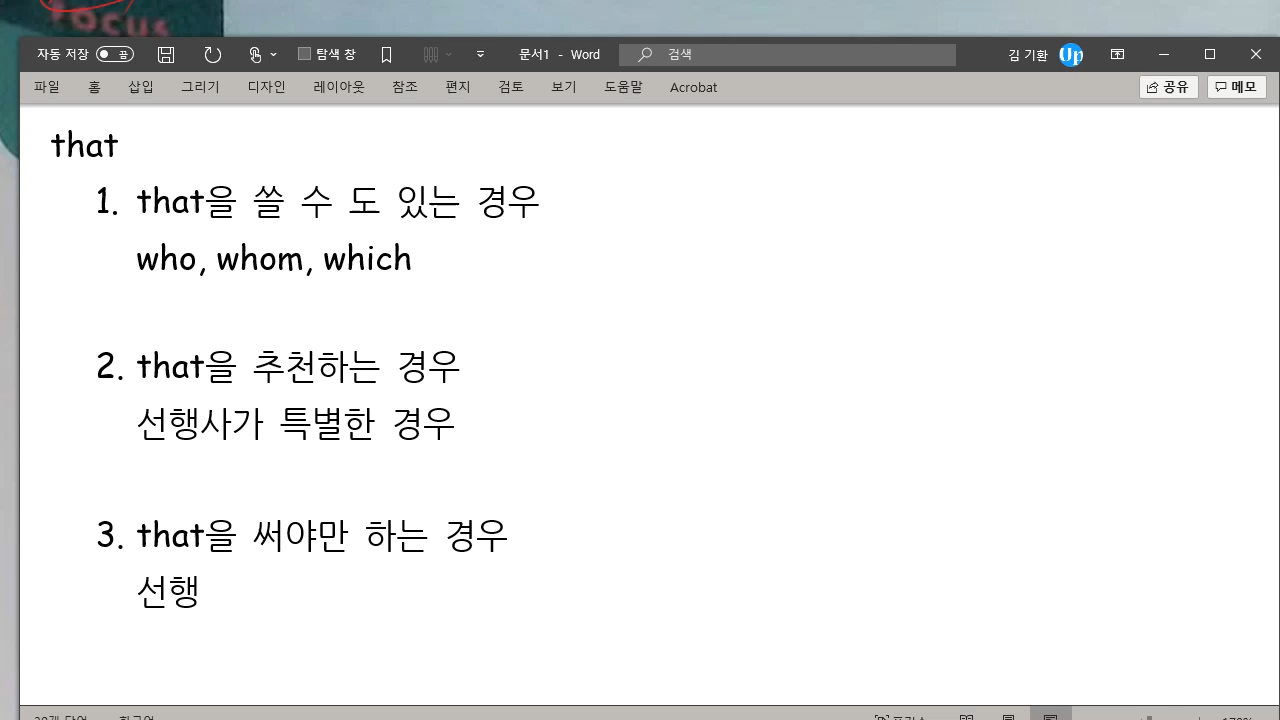 FOCUS
자동 저장 끔 탐색 창 문서1 - Word 검색 김 기환 Up
파일 홈 삽입 그리기 디자인 레이아웃 참조 편지 검토 보기 도움말 Acrobat 공유 메모
that
1. that을 쓸 수 도 있는 경우
who, whom, which
2. that을 추천하는 경우
선행사가 특별한 경우
3. that을 써야만 하는 경우
선행